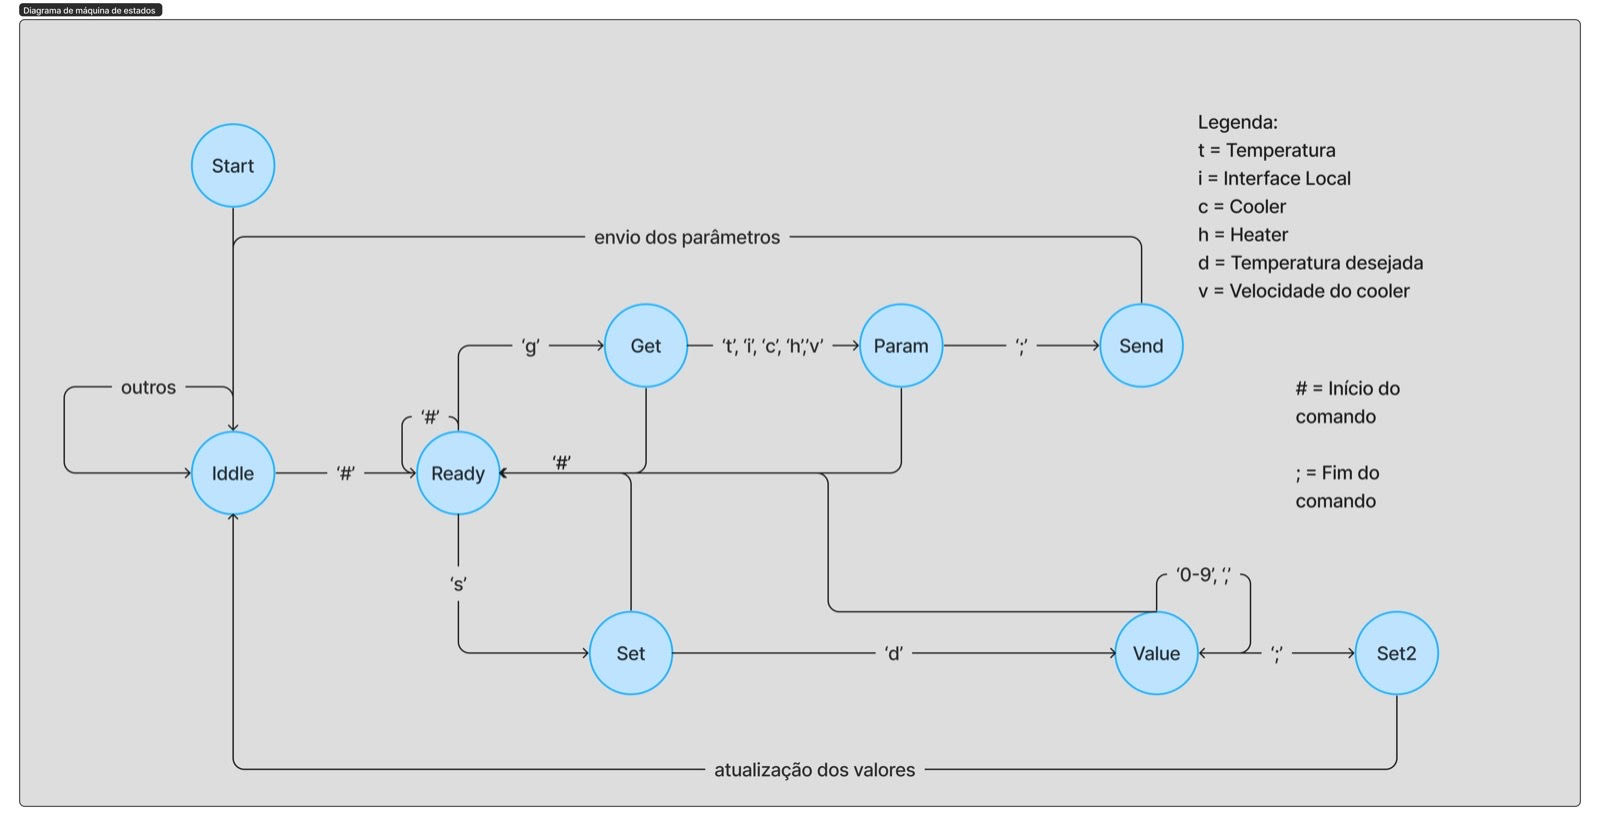 Diagrama de máquina de estados
Legenda:
t = Temperatura
i = Interface Local
c = Cooler
h = Heater
d = Temperatura desejada
v = Velocidade do cooler
Start
envio dos parâmetros
‘g’
Get
‘t’, ‘i’, ‘c’, ‘h’,’v’
Param
‘;’
Send
outros
‘#’
# = Início do
comando
Iddle
‘#’
Ready
‘#’
; = Fim do
comando
‘s’
‘0-9’, ‘,’
Set
‘d’
Value
‘;’
Set2
atualização dos valores